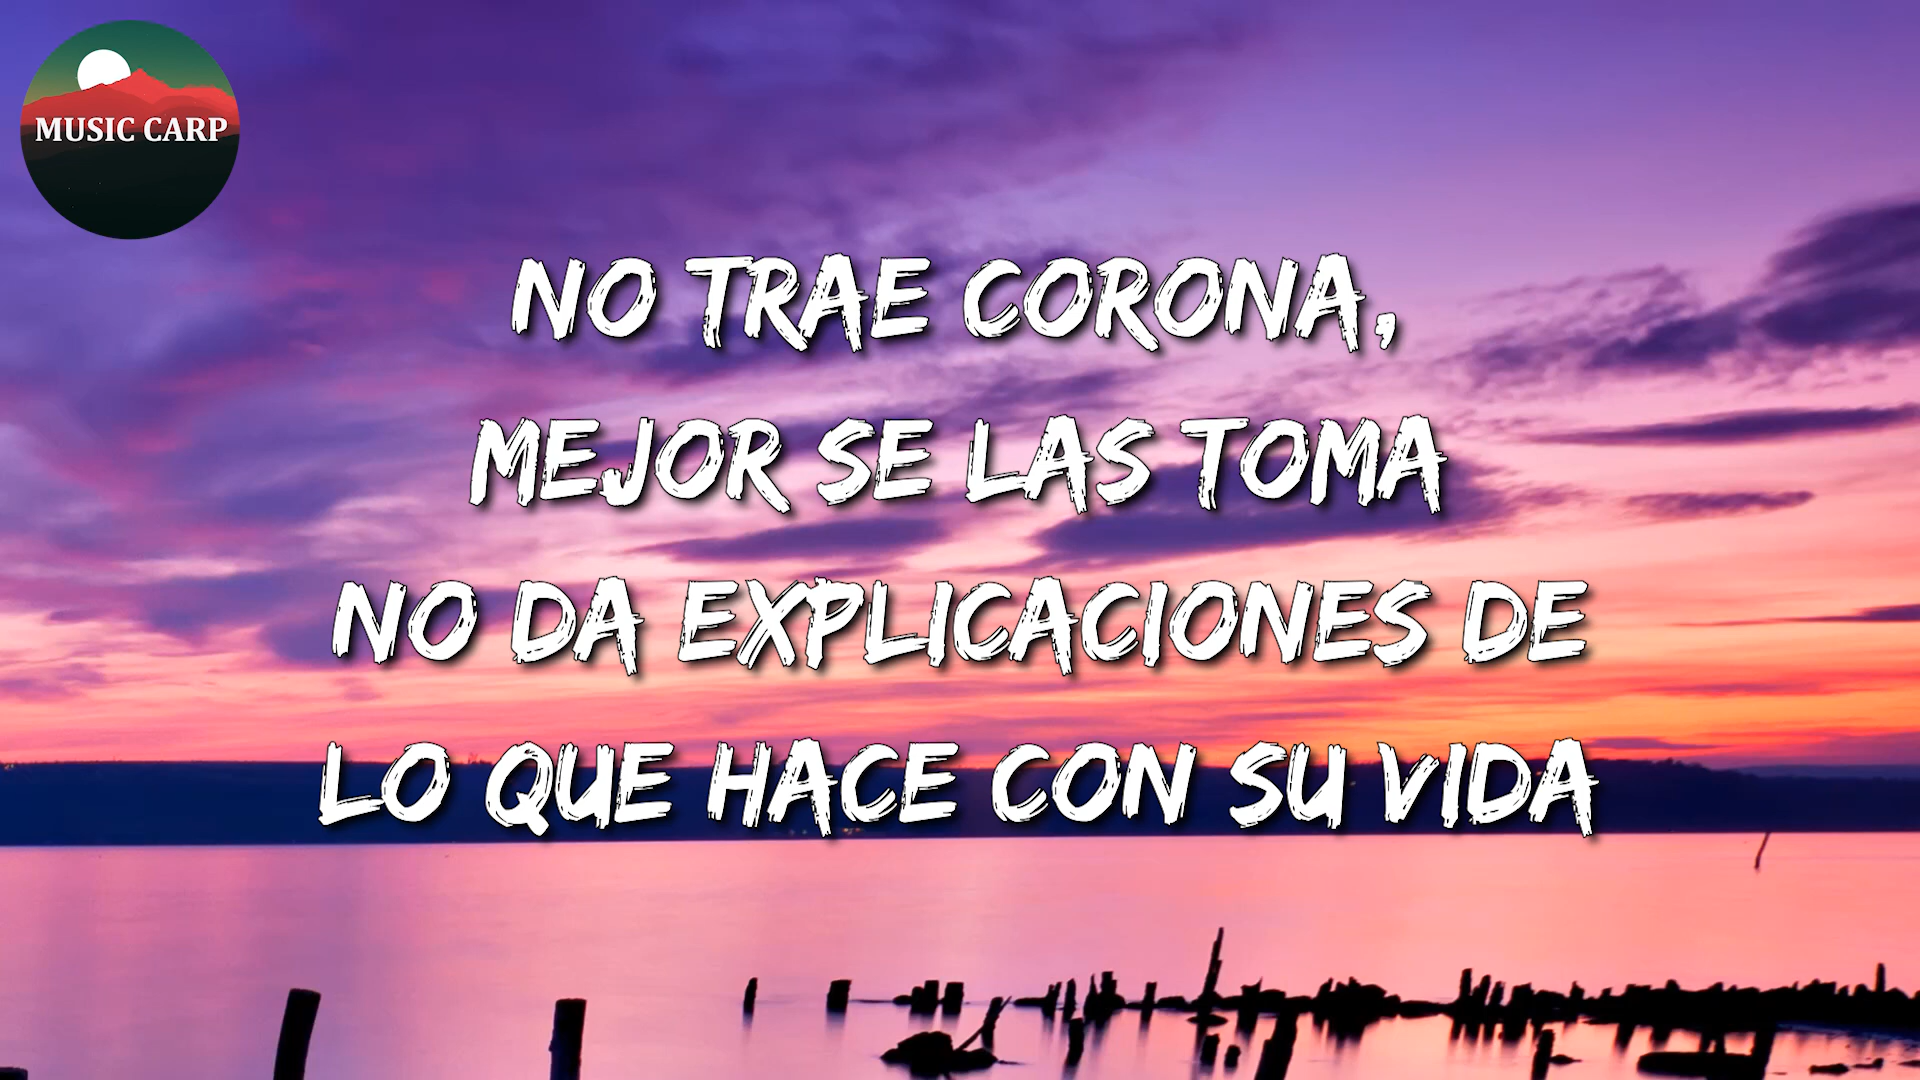 MUSIC CARP
NO TRAE CORONA,
MEJOR SE LAS TOMA
NO DA EXPLICACIONES DE
LO QUE HACE CON SU VIDA